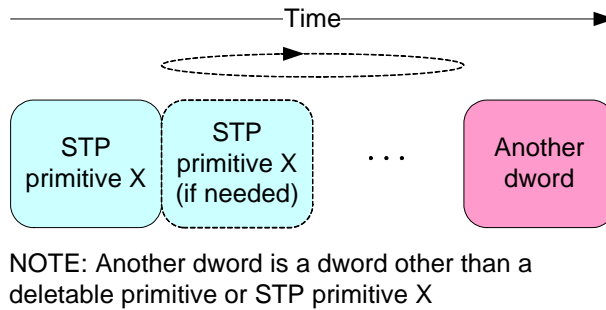 Time
STP
primitive X
STP
primitive X
(if needed)
. . .
Another
dword
NOTE: Another dword is a dword other than a
deletable primitive or STP primitive X